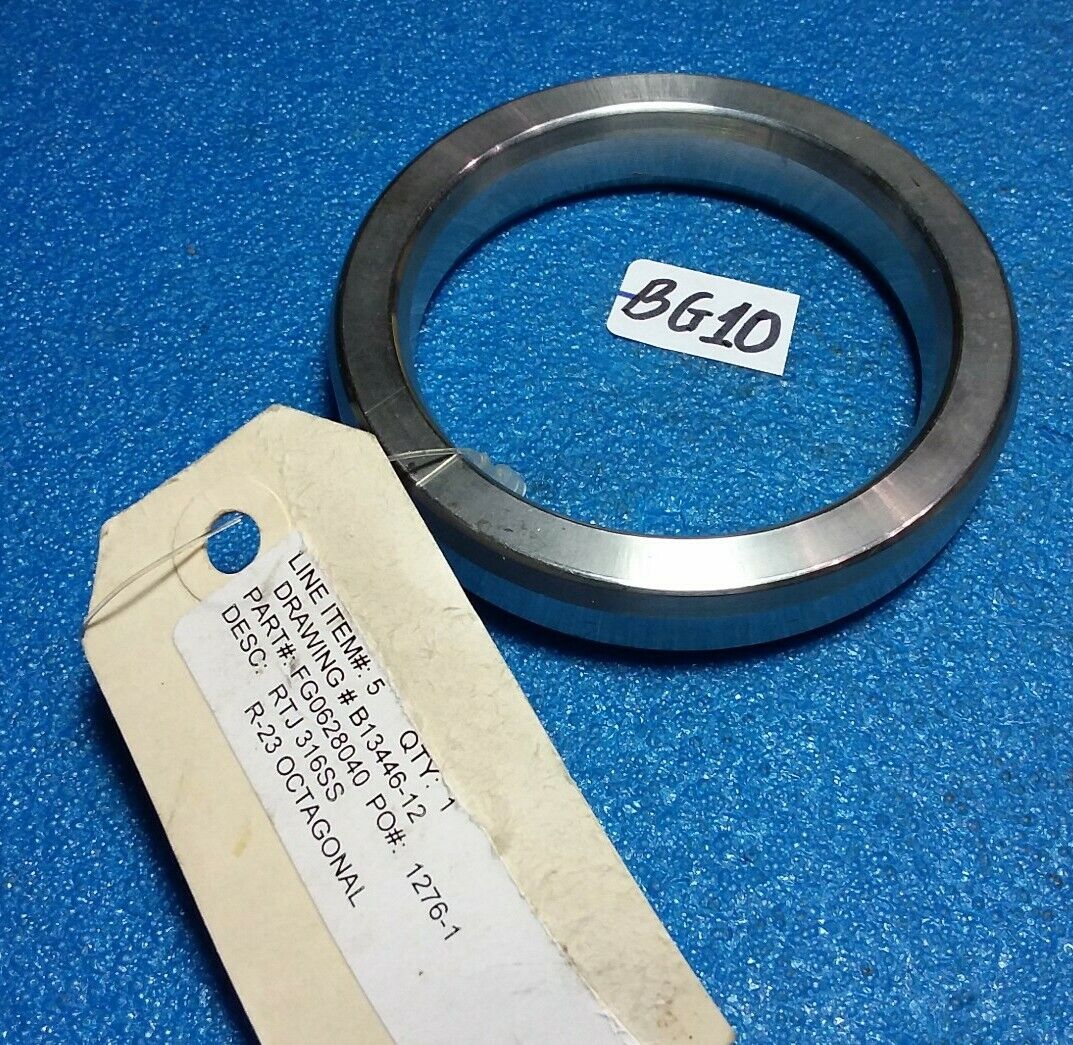 BG10
LINE ITEM#: 5 QTY: 1
DRAWING # B13446-12
PART#: FG0628040 PO#: 1276-1
DESC: RTJ 316SS
R-23 OCTAGONAL